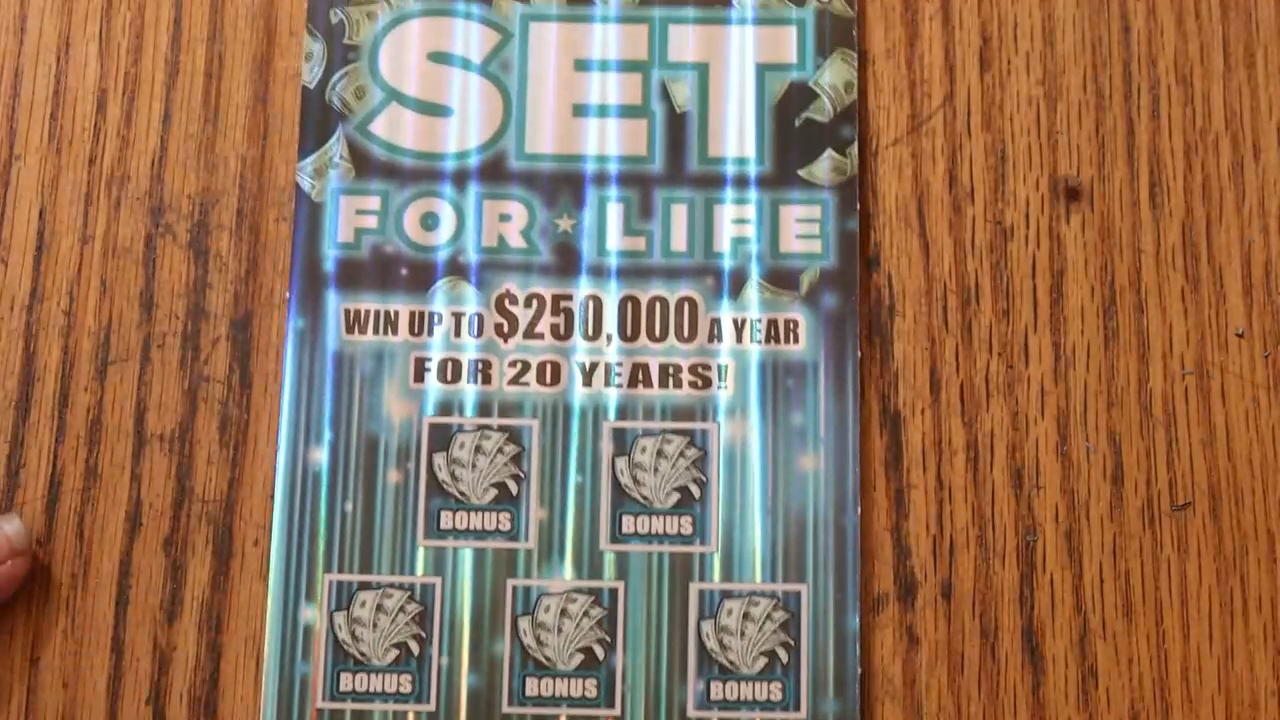 SET
FOR LIFE
WIN UP TO $250,000 A YEAR
FOR 20 YEARS!
BONUS BONUS
BONUS BONUS BONUS